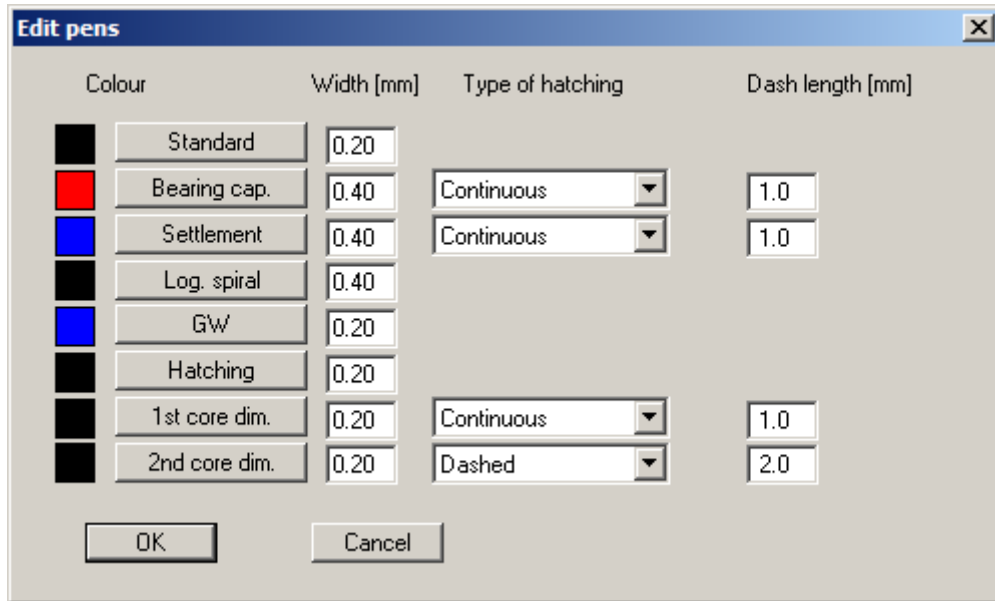 Edit pens
Colour Width [mm] Type of hatching Dash length [mm]
Standard 0.20
Bearing cap. 0.40 Continuous 1.0
Settlement 0.40 Continuous 1.0
Log. spiral 0.40
GW 0.20
Hatching 0.20
1st core dim. 0.20 Continuous 1.0
2nd core dim. 0.20 Dashed 2.0
OK Cancel